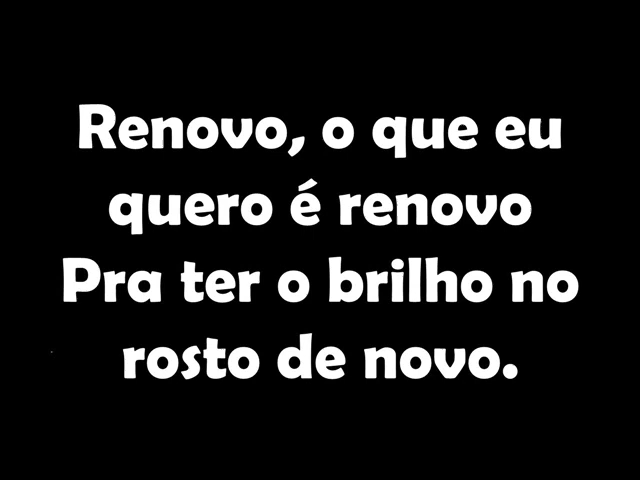 Renovo, o que eu
quero é renovo
Pra ter o brilho no
rosto de novo.